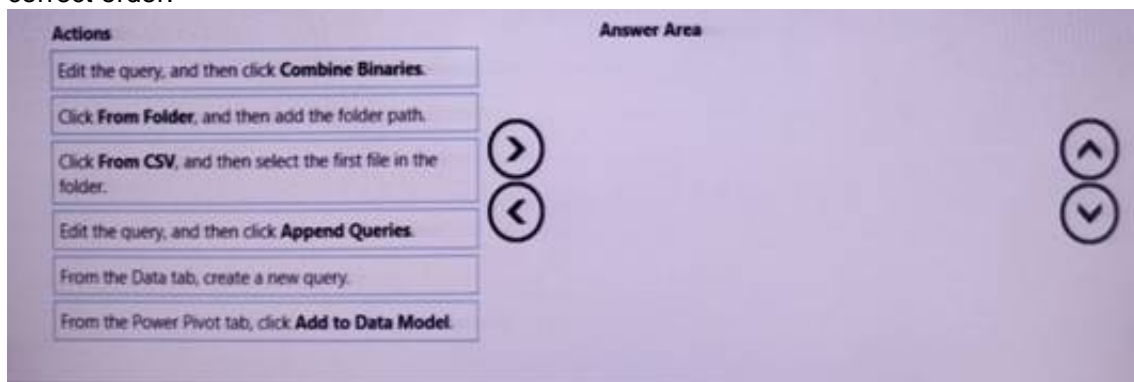 Actions
Answer Area
Edit the query, and then click Combine Binaries.
Click From Folder, and then add the folder path.
Click From CSV, and then select the first file in the
folder.
Edit the query, and then click Append Queries.
From the Data tab, create a new query.
From the Power Pivot tab, click Add to Data Model.